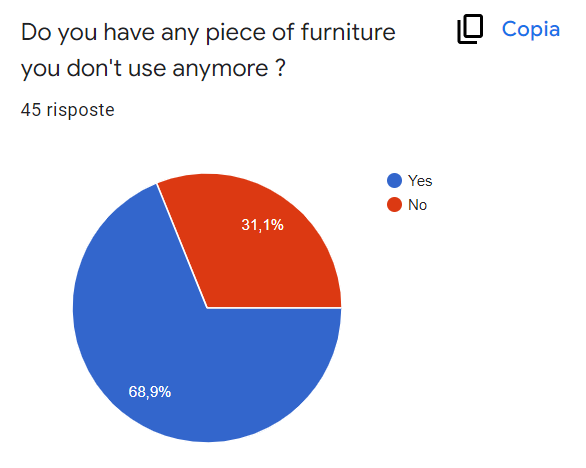 Do you have any piece of furniture
you don't use anymore ?
Copia
45 risposte
Yes
No
31,1%
68,9%